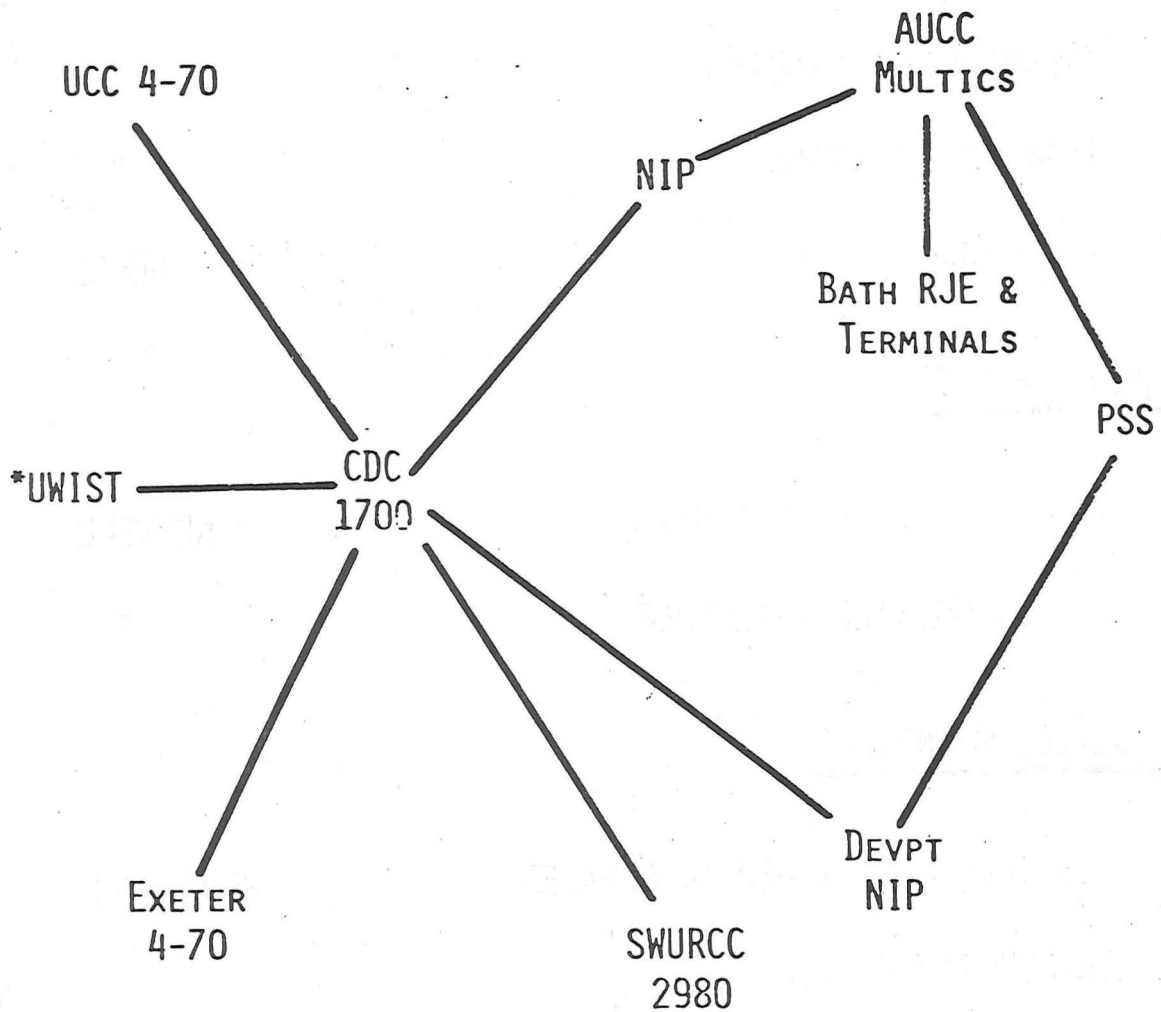 AUCC
MULTICS
UCC 4-70
NIP
BATH RJE &
TERMINALS
PSS
CDC
1700
*UWIST
DEVPT
NIP
EXETER
4-70
SWURCC
2980